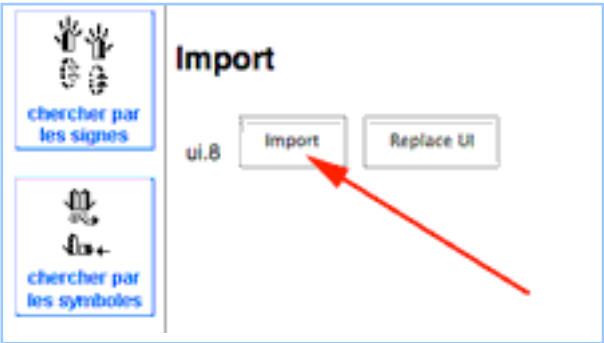 chercher par
les signes
chercher par
les symboles
Import
ui.8 Import Replace UI